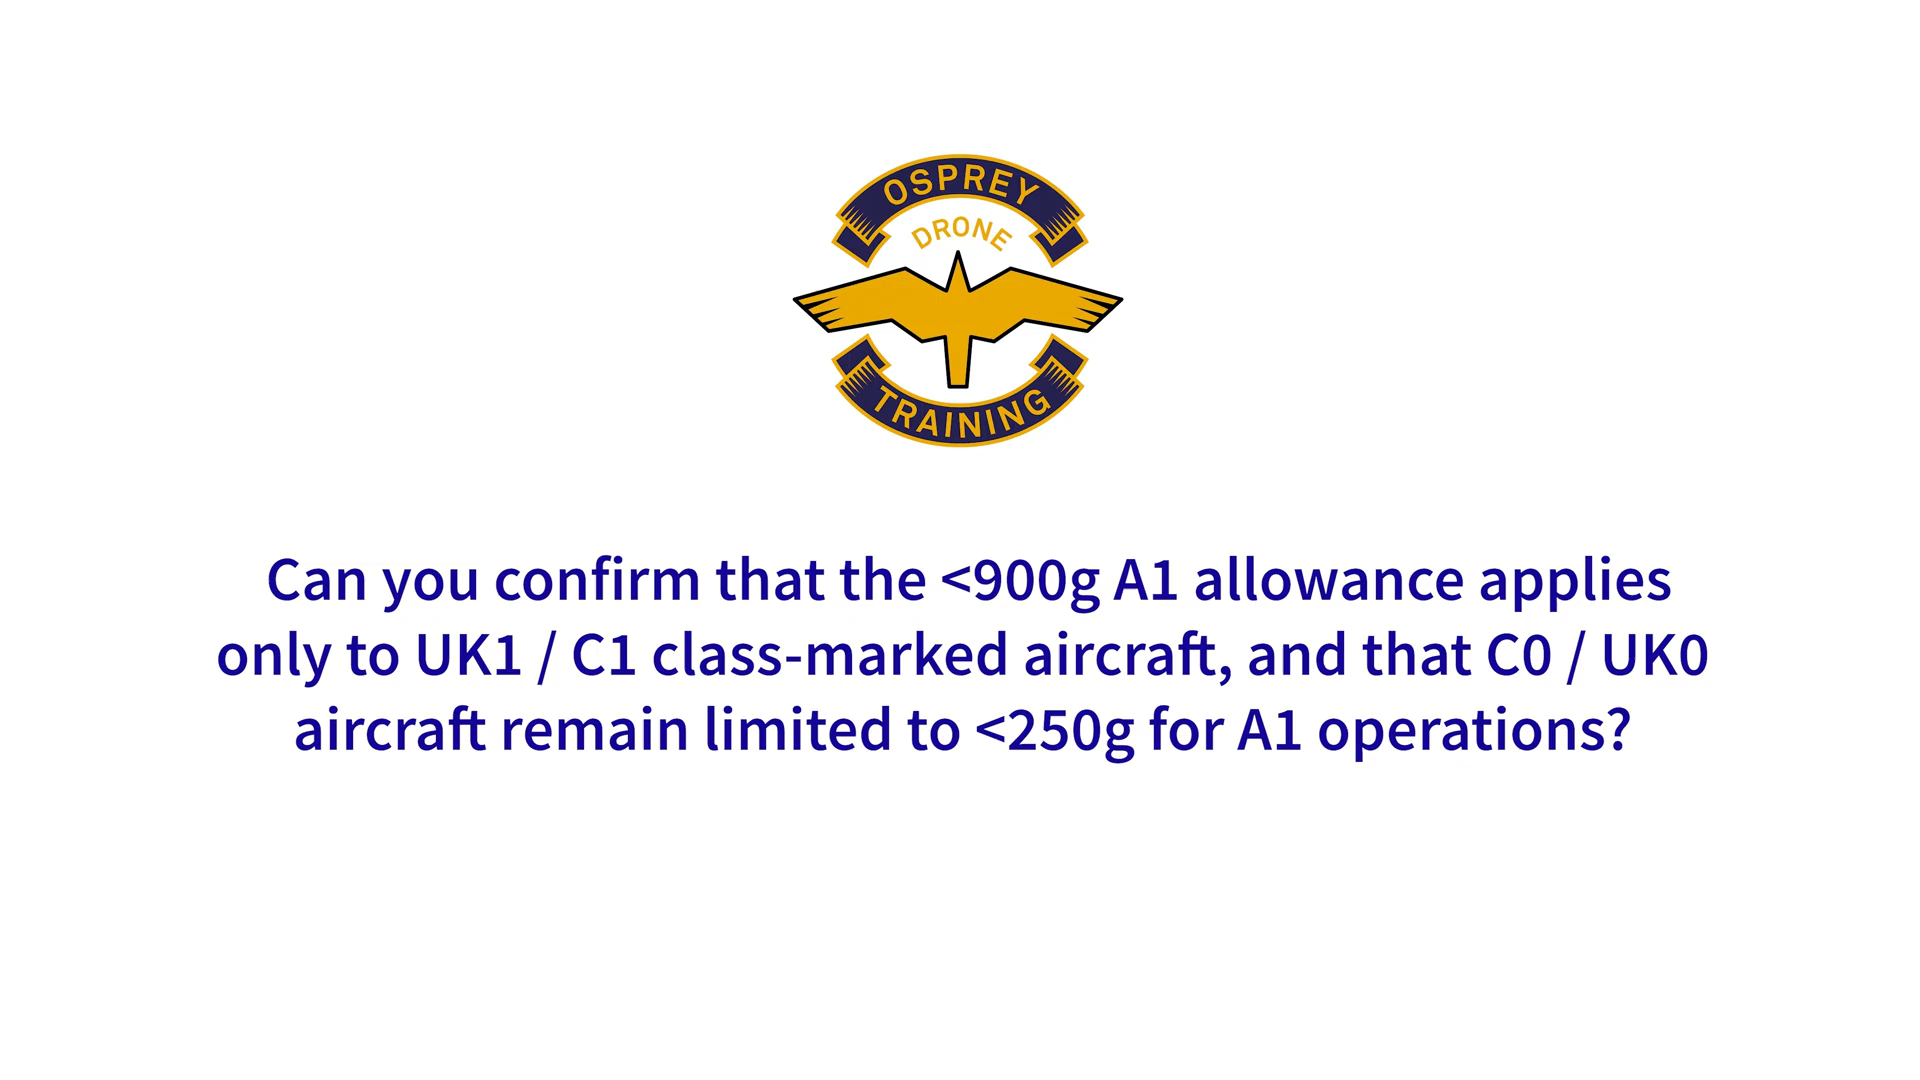 OSPREY
DRONE
TRAINING
Can you confirm that the <900g A1 allowance applies
only to UK1 / C1 class-marked aircraft, and that C0 / UK0
aircraft remain limited to <250g for A1 operations?